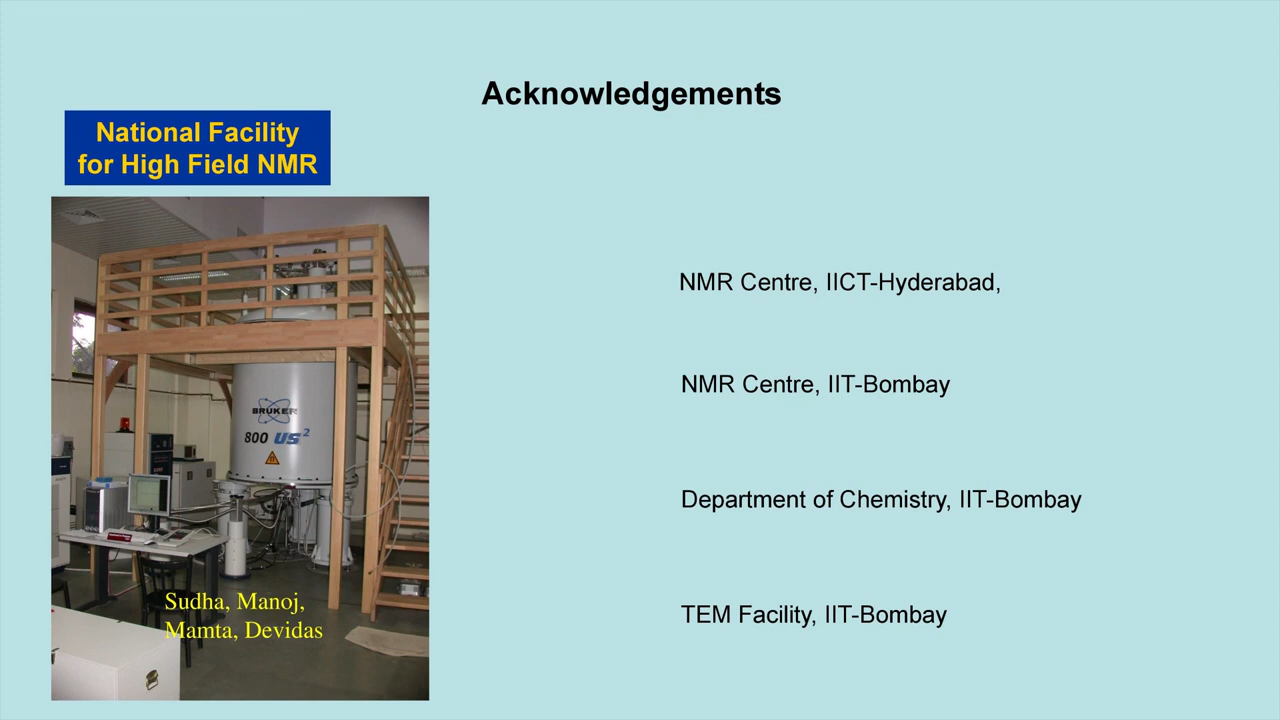 Acknowledgements
National Facility
for High Field NMR
BRUKER
800 US²
Sudha, Manoj,
Mamta, Devidas
NMR Centre, IICT-Hyderabad,
NMR Centre, IIT-Bombay
Department of Chemistry, IIT-Bombay
TEM Facility, IIT-Bombay